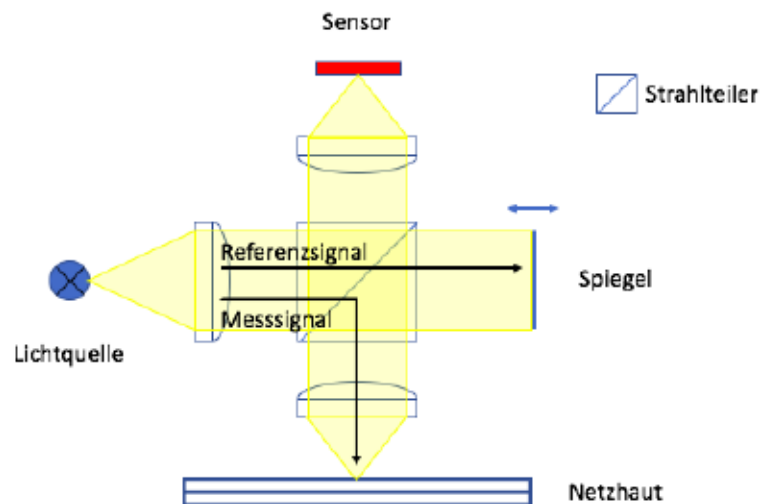 Sensor
Strahlteiler
Referenzsignal
Spiegel
Messsignal
Lichtquelle
Netzhaut